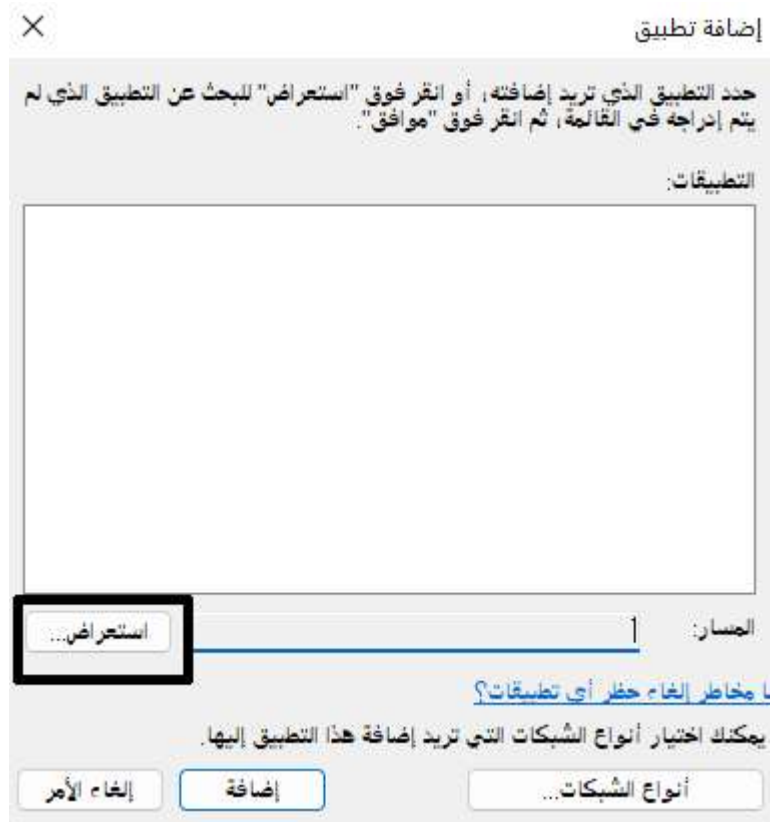 إضافة تطبيق
حدد التطبيق الذي تريد إضافته، أو انقر فوق "استعراض" للبحث عن التطبيق الذي لم
يتم إدراجه في القائمة، ثم انقر فوق "موافق".
التطبيقات:
المسار:
استعراض...
مخاطر إلغاء حظر أي تطبيقات؟
يمكنك اختيار أنواع الشبكات التي تريد إضافة هذا التطبيق إليها.
أنواع الشبكات...
إضافة
إلغاء الأمر